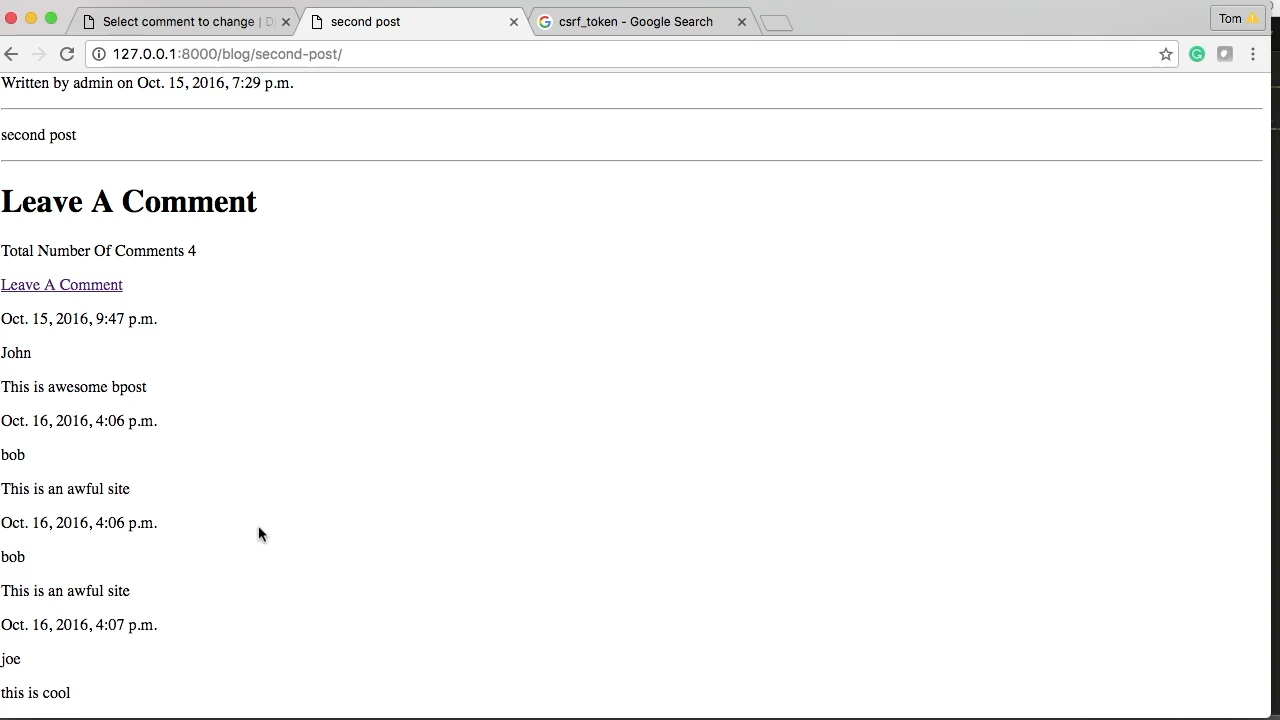 Select comment to change | D
second post
csrf_token - Google Search
Tom
127.0.0.1:8000/blog/second-post/
Written by admin on Oct. 15, 2016, 7:29 p.m.
second post
Leave A Comment
Total Number Of Comments 4
Leave A Comment
Oct. 15, 2016, 9:47 p.m.
John
This is awesome bpost
Oct. 16, 2016, 4:06 p.m.
bob
This is an awful site
Oct. 16, 2016, 4:06 p.m.
bob
This is an awful site
Oct. 16, 2016, 4:07 p.m.
joe
this is cool